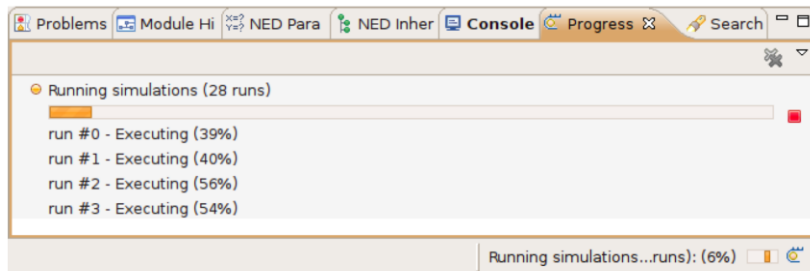 Problems Module Hi NED Para NED Inher Console Progress Search
Running simulations (28 runs)
run #0 - Executing (39%)
run #1 - Executing (40%)
run #2 - Executing (56%)
run #3 - Executing (54%)
Running simulations...runs): (6%)